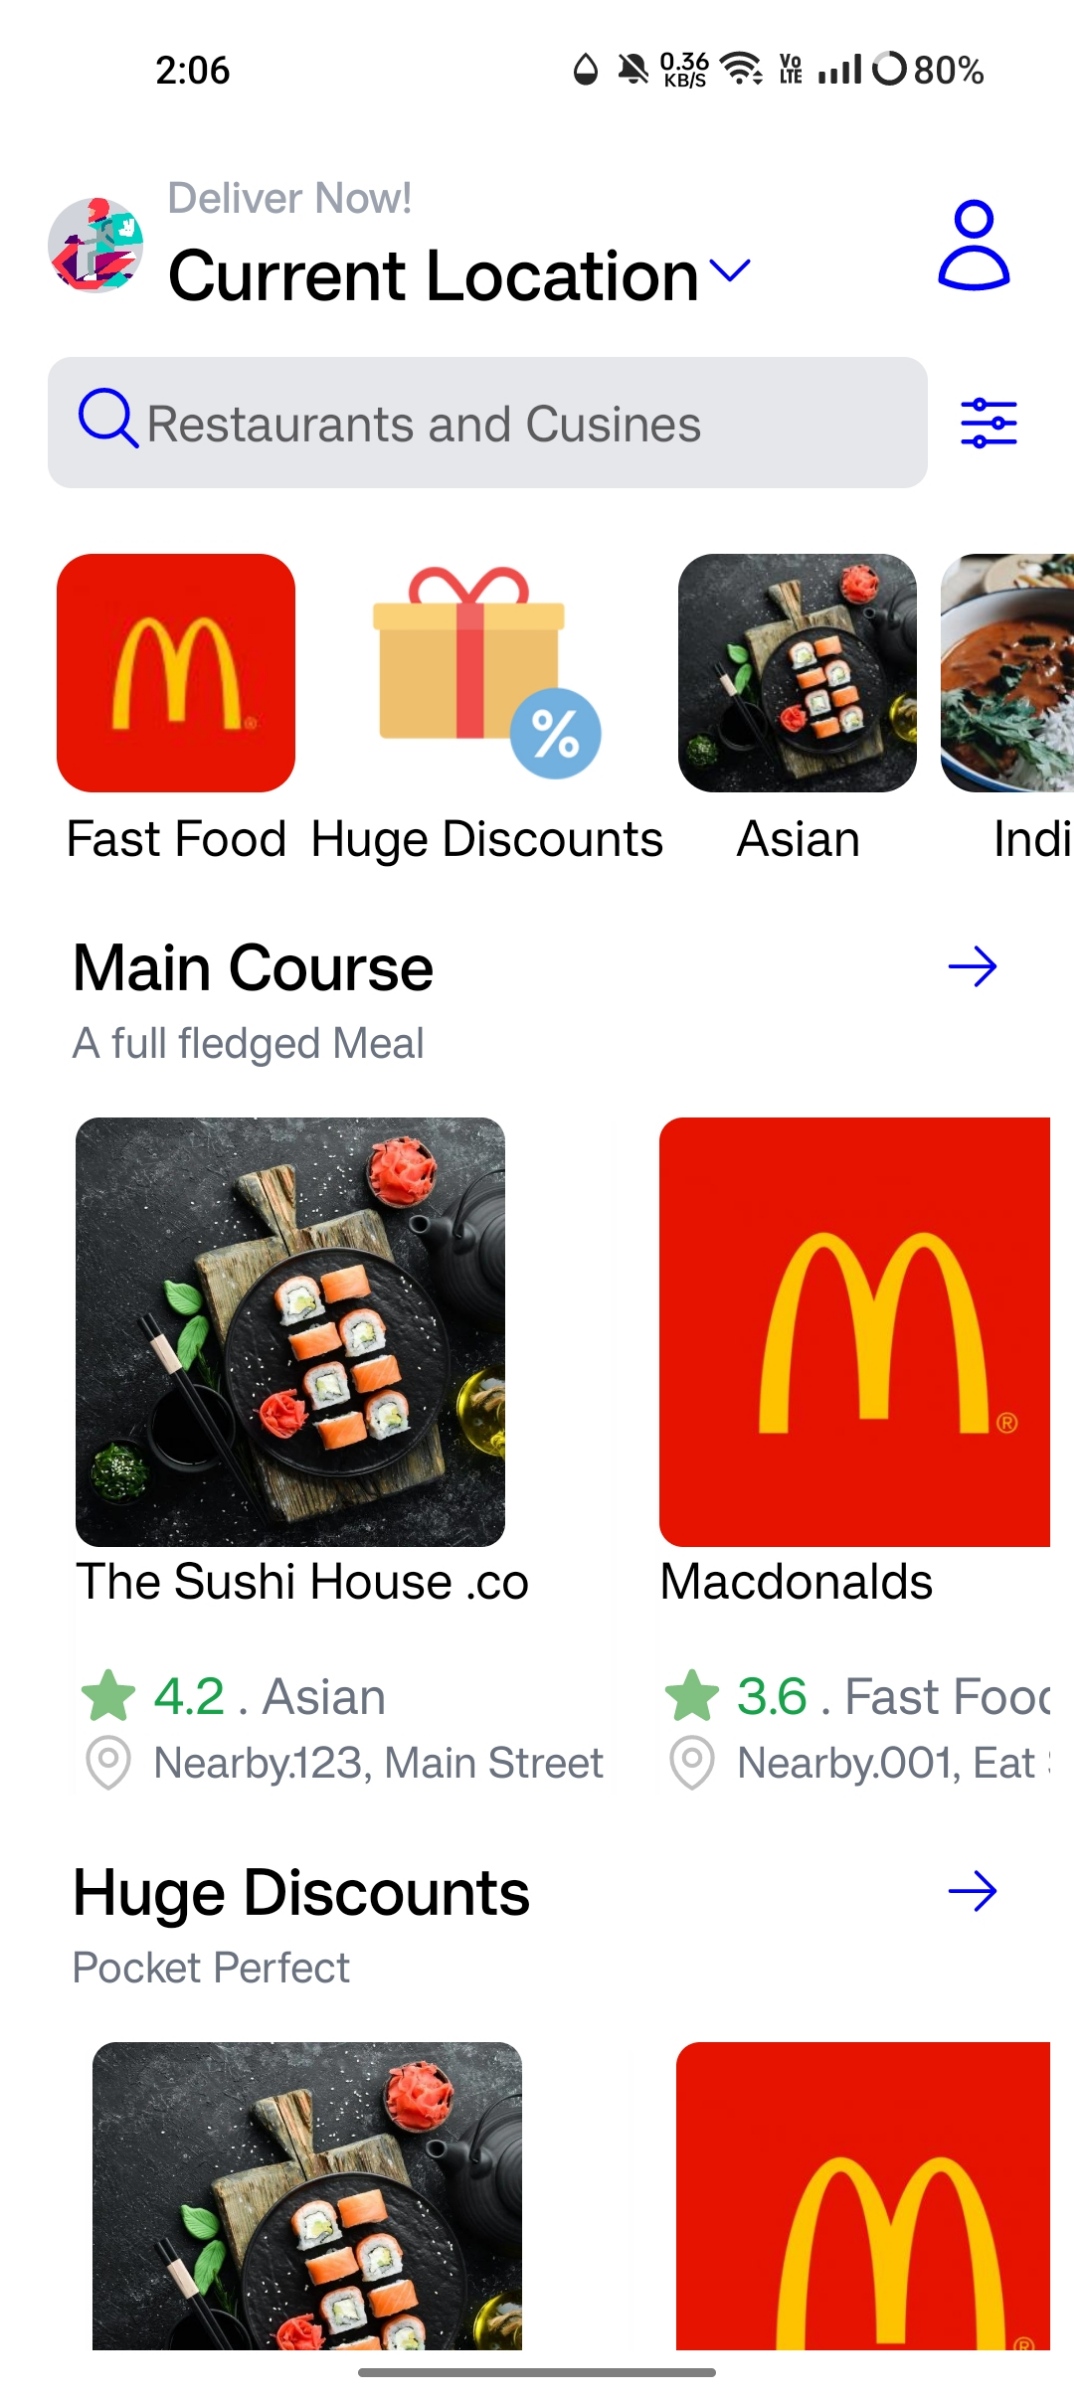 2:06 0.36 KB/S Vo LTE 80%
Deliver Now!
Current Location
Restaurants and Cusines
%
Fast Food Huge Discounts Asian Indi
Main Course
A full fledged Meal
The Sushi House .co Macdonalds
4.2 . Asian 3.6 . Fast Food
Nearby.123, Main Street Nearby.001, Eat
Huge Discounts
Pocket Perfect